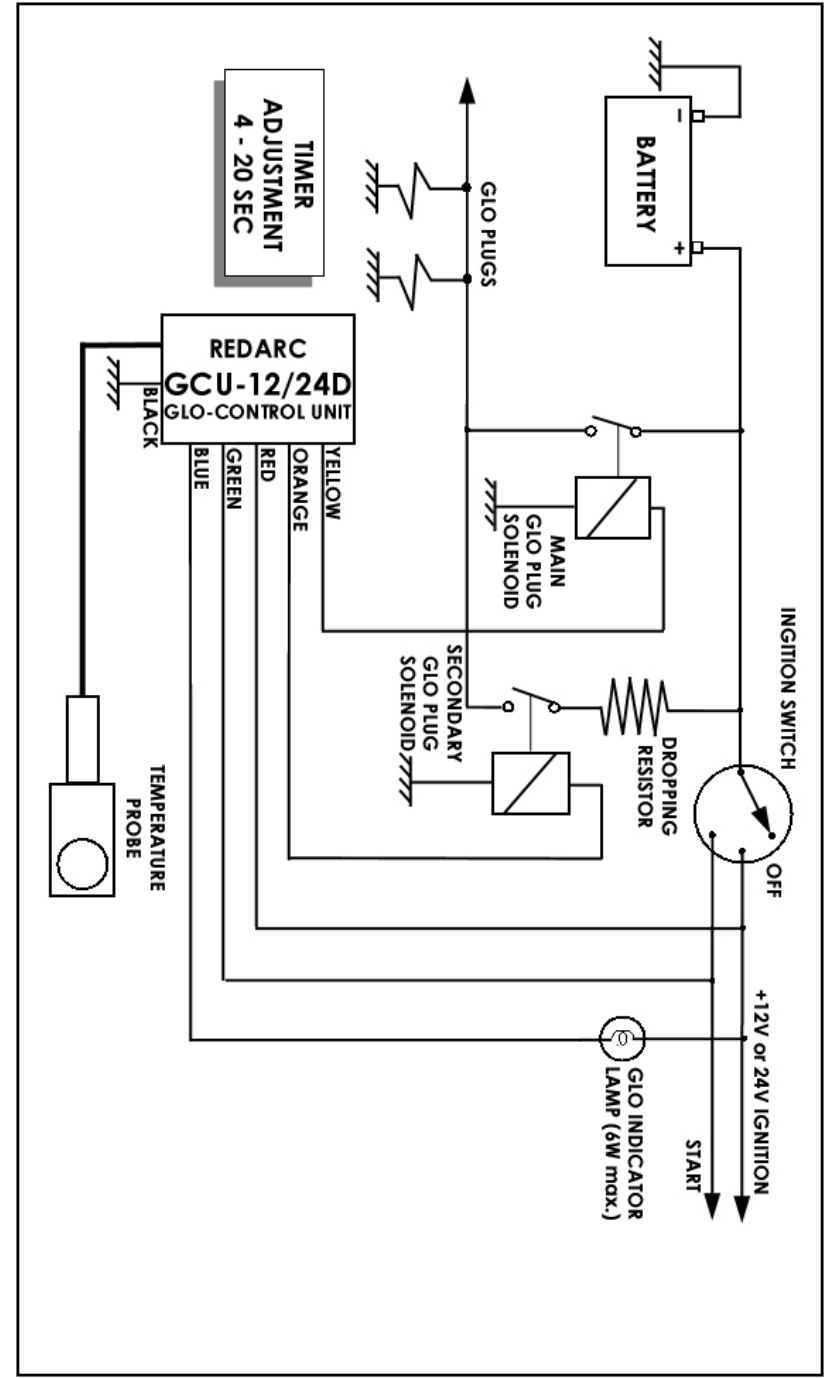 BATTERY
−
+
GLO PLUGS
TIMER
ADJUSTMENT
4 - 20 SEC
REDARC
GCU-12/24D
GLO-CONTROL UNIT
BLACK
BLUE
GREEN
RED
ORANGE
YELLOW
MAIN
GLO PLUG
SOLENOID
SECONDARY
GLO PLUG
SOLENOID
DROPPING
RESISTOR
INGITION SWITCH
OFF
+12V or 24V IGNITION
START
GLO INDICATOR
LAMP (6W max.)
TEMPERATURE
PROBE